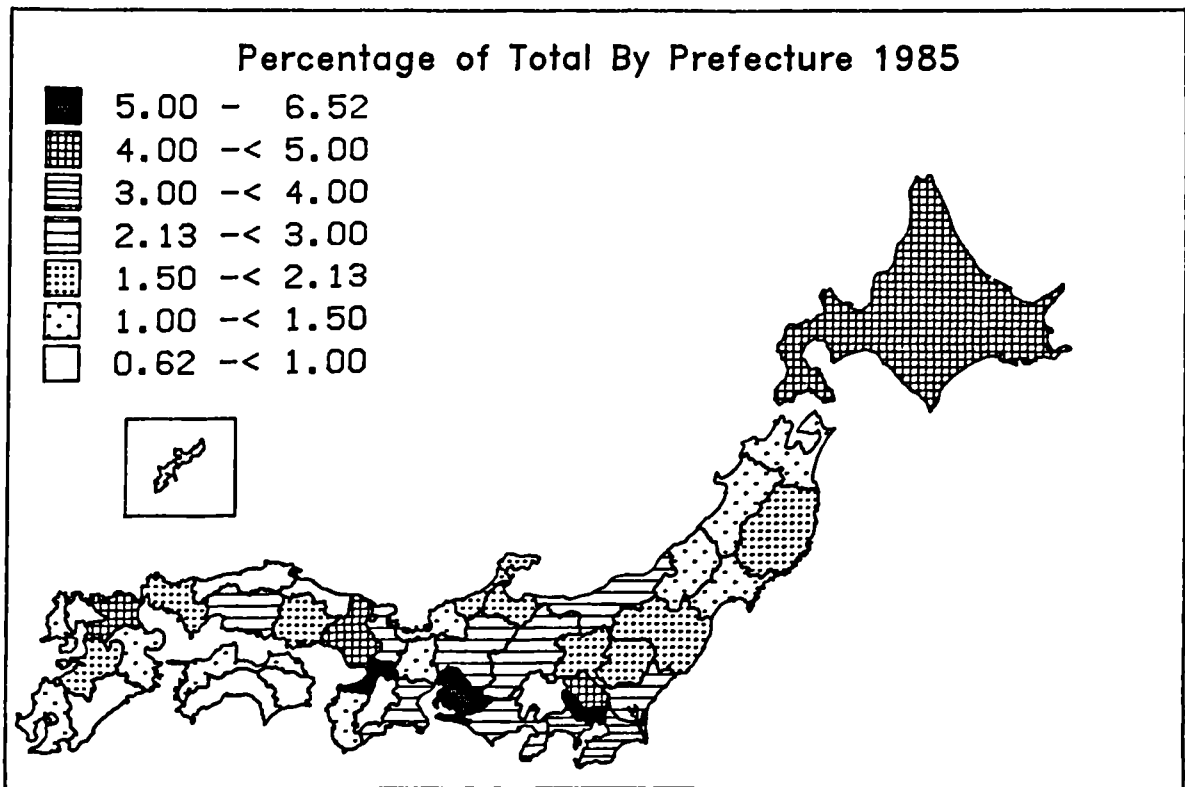 Percentage of Total By Prefecture 1985
5.00 - 6.52
4.00 -< 5.00
3.00 -< 4.00
2.13 -< 3.00
1.50 -< 2.13
1.00 -< 1.50
0.62 -< 1.00